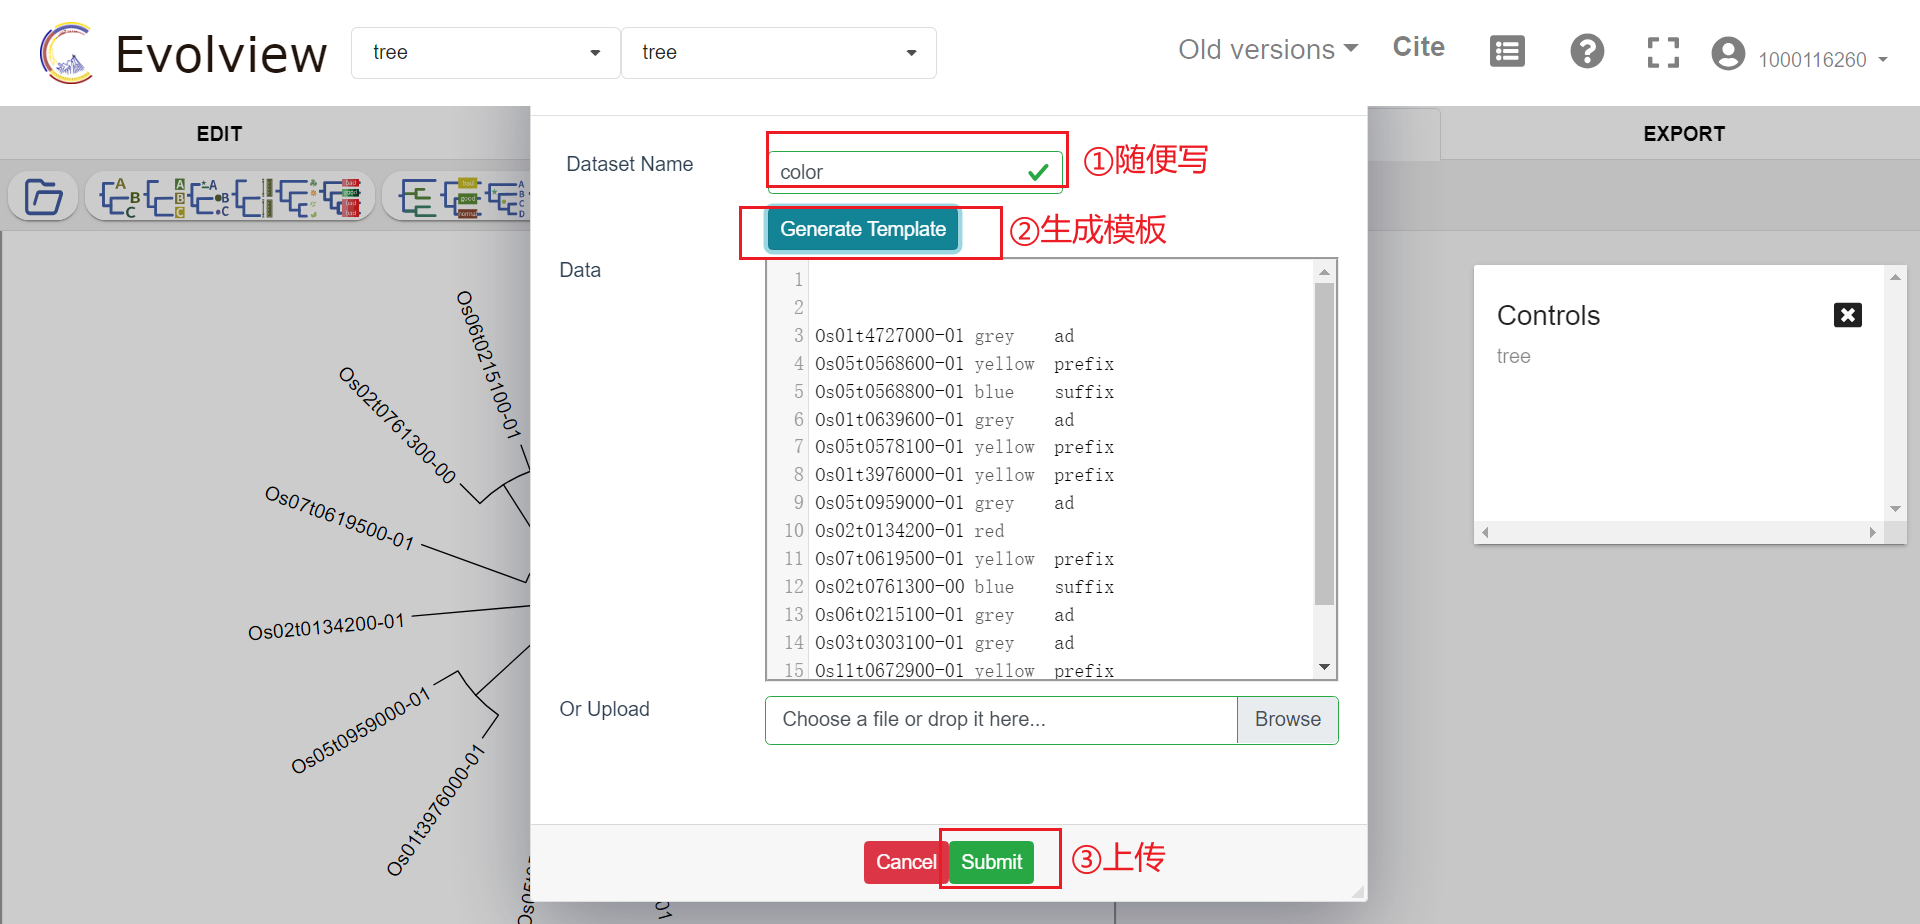 Evolview
tree
tree
Old versions
Cite
1000116260
EDIT
EXPORT
Dataset Name
color
①随便写
Generate Template
②生成模板
Data
1
2
3 Os01t4727000-01 grey ad
4 Os05t0568600-01 yellow prefix
5 Os05t0568800-01 blue suffix
6 Os01t0639600-01 grey ad
7 Os05t0578100-01 yellow prefix
8 Os01t3976000-01 yellow prefix
9 Os05t0959000-01 grey ad
10 Os02t0134200-01 red
11 Os07t0619500-01 yellow prefix
12 Os02t0761300-00 blue suffix
13 Os06t0215100-01 grey ad
14 Os03t0303100-01 grey ad
15 Os11t0672900-01 yellow prefix
Or Upload
Choose a file or drop it here...
Browse
Cancel
Submit
③上传
Controls
tree
Os06t0215100-01
Os02t0761300-00
Os07t0619500-01
Os02t0134200-01
Os05t0959000-01
Os01t3976000-01